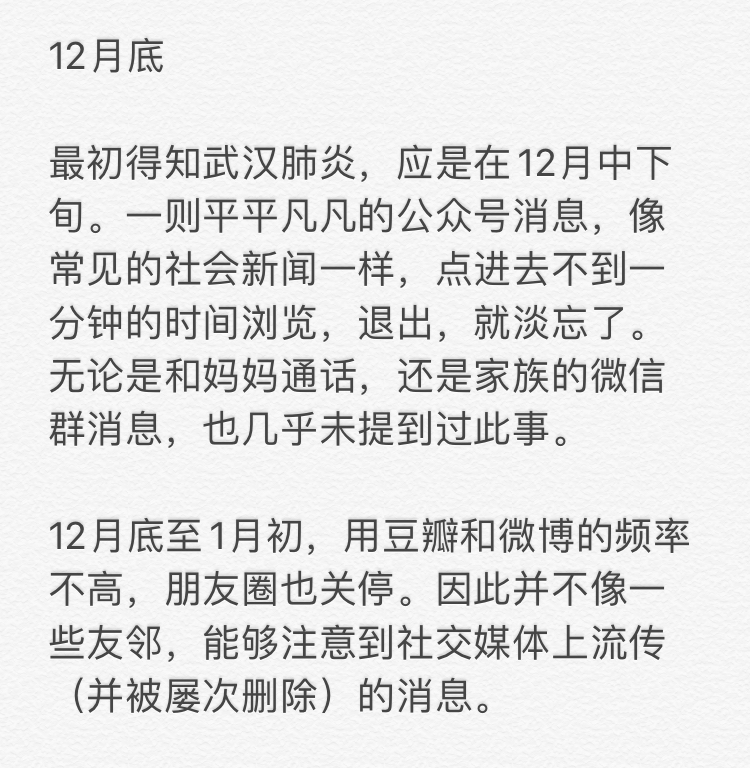 12月底
最初得知武汉肺炎，应是在12月中下
旬。一则平平凡凡的公众号消息，像
常见的社会新闻一样，点进去不到一
分钟的时间浏览，退出，就淡忘了。
无论是和妈妈通话，还是家族的微信
群消息，也几乎未提到过此事。
12月底至1月初，用豆瓣和微博的频率
不高，朋友圈也关停。因此并不像一
些友邻，能够注意到社交媒体上流传
（并被屡次删除）的消息。